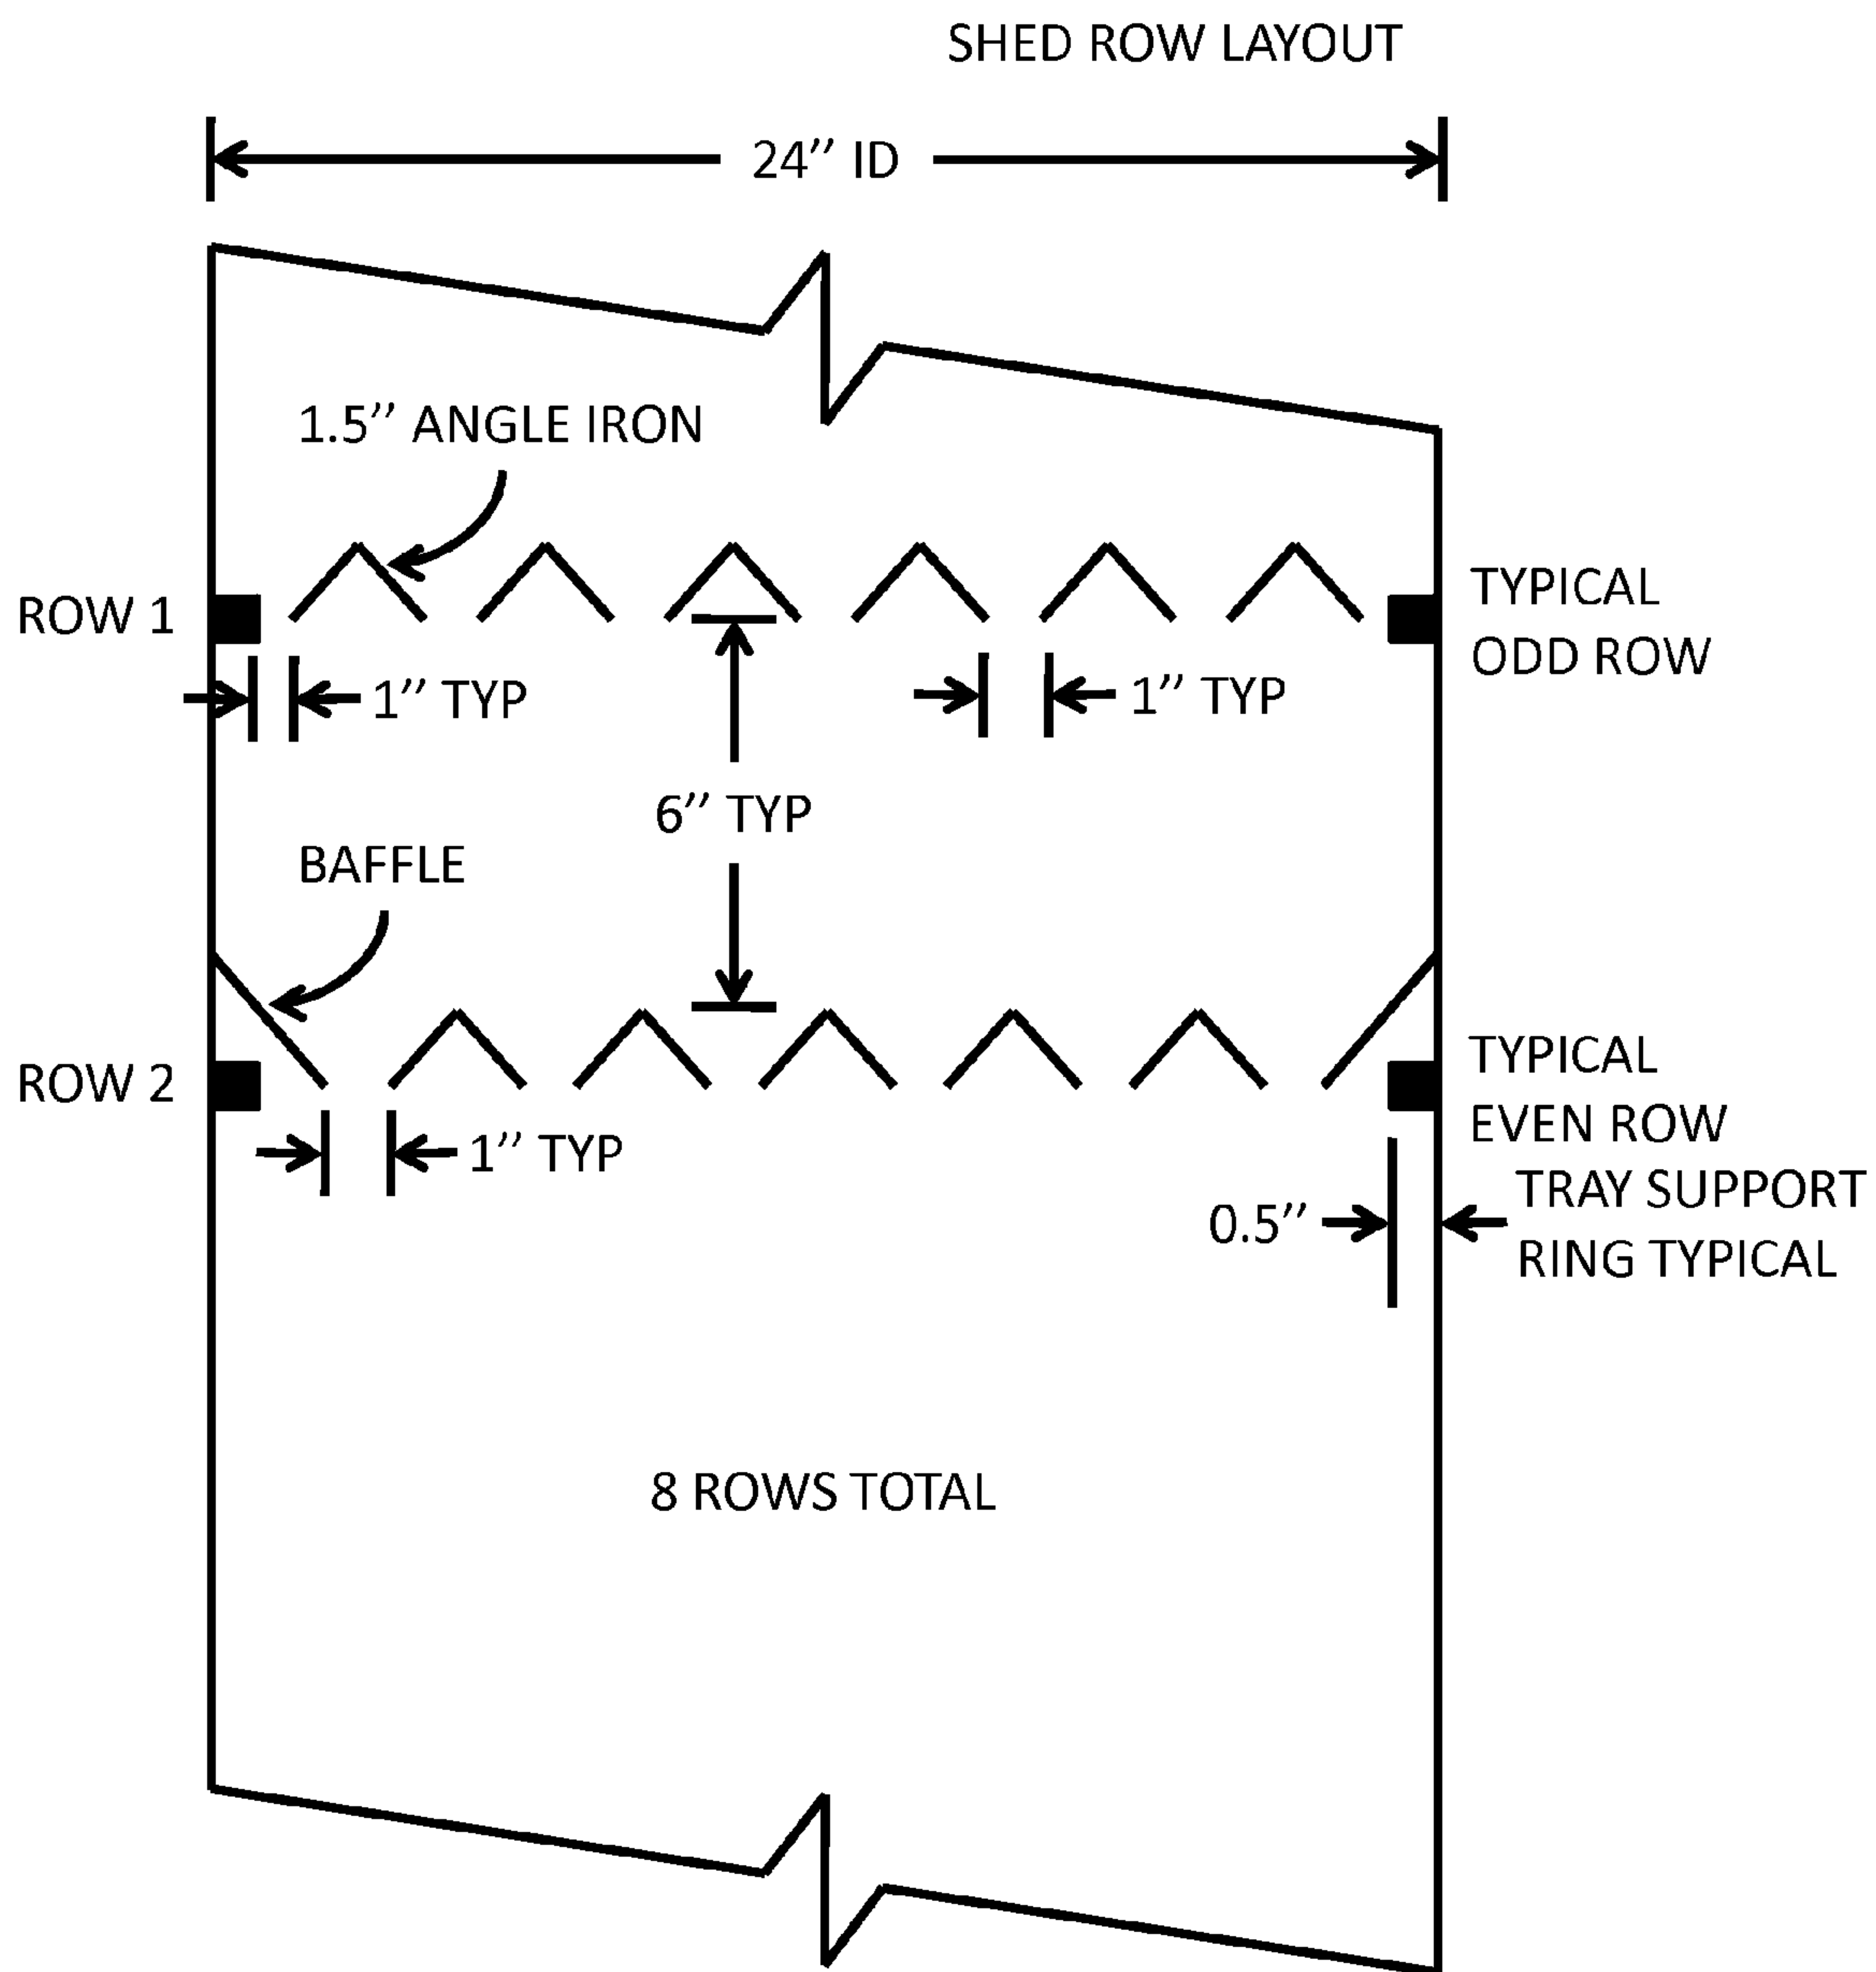 SHED ROW LAYOUT
24’’ ID
1.5’’ ANGLE IRON
ROW 1
TYPICAL
ODD ROW
1’’ TYP
1’’ TYP
6’’ TYP
BAFFLE
ROW 2
TYPICAL
EVEN ROW
1’’ TYP
0.5’’
TRAY SUPPORT
RING TYPICAL
8 ROWS TOTAL